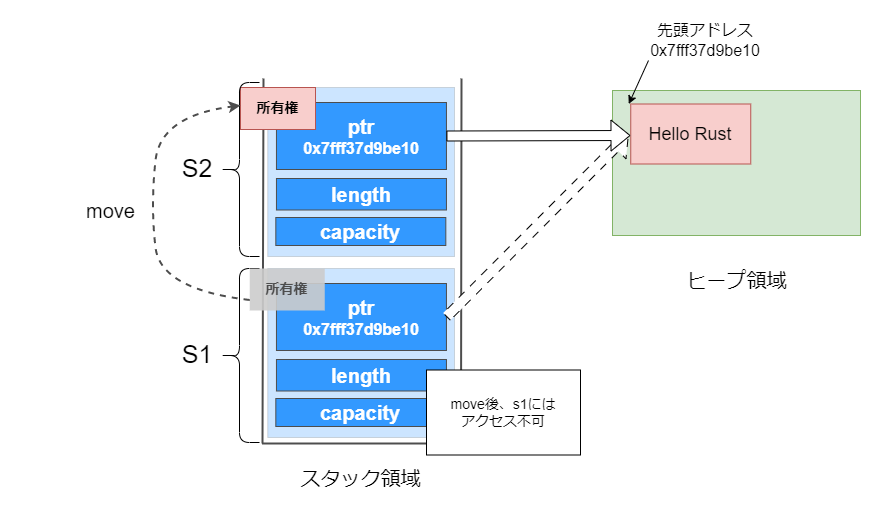 先頭アドレス
0x7fff37d9be10
所有権
ptr
0x7fff37d9be10
Hello Rust
S2
length
move
capacity
ヒープ領域
所有権
ptr
0x7fff37d9be10
S1
length
capacity
move後、s1には
アクセス不可
スタック領域